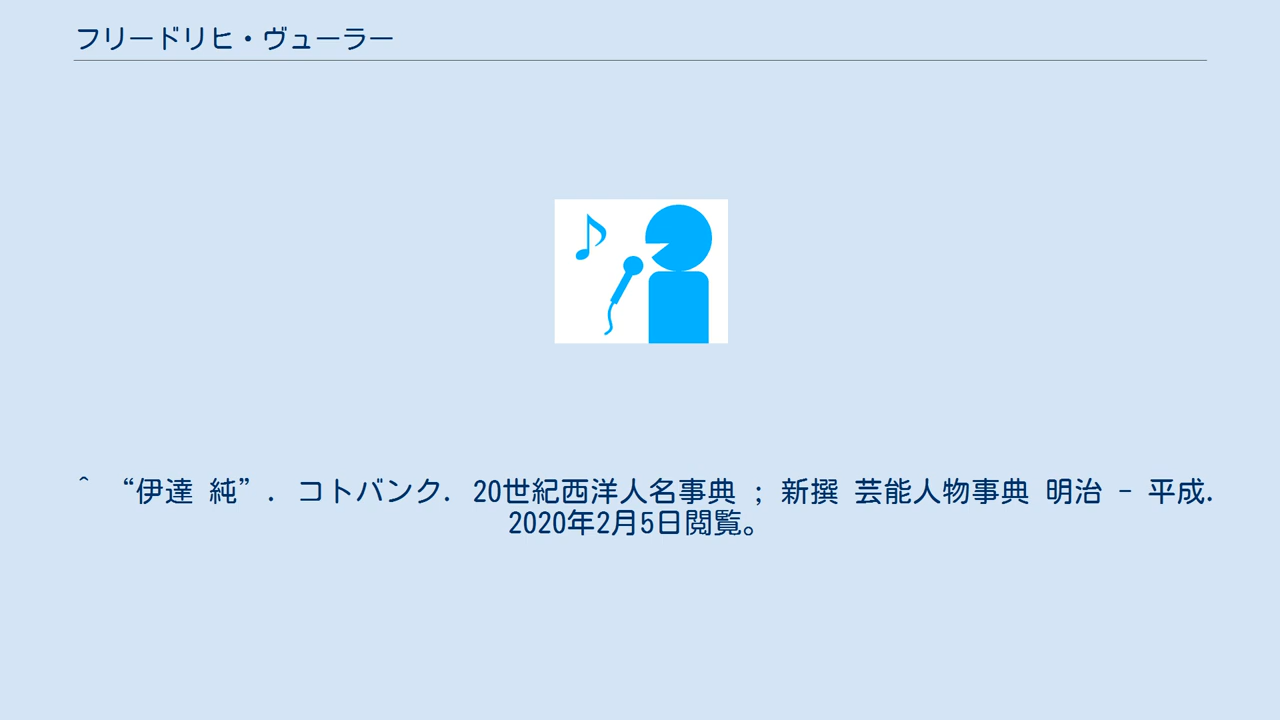 フリードリヒ・ヴューラー
^ “伊達 純”. コトバンク. 20世紀西洋人名事典 ; 新撰 芸能人物事典 明治 - 平成.
2020年2月5日閲覧。